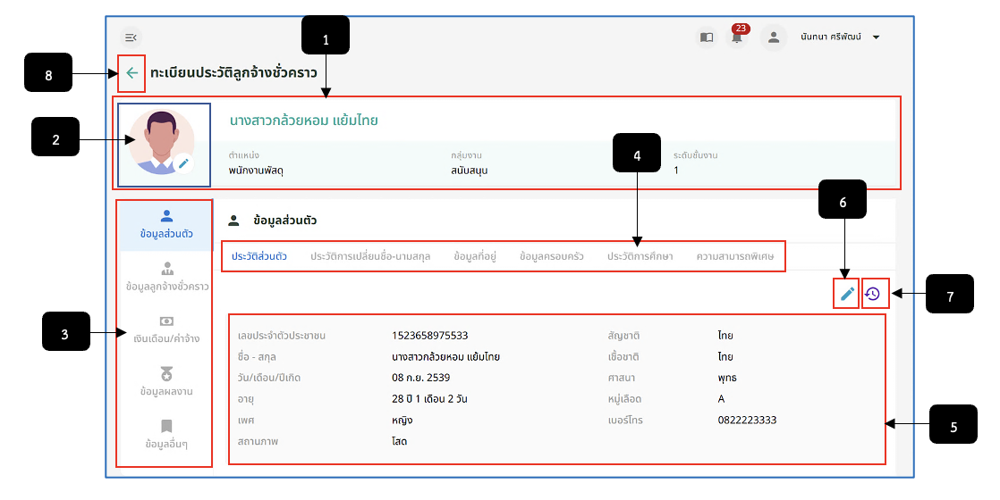 1
23
นันทนา ศรีพัฒน์
8
ทะเบียนประวัติลูกจ้างชั่วคราว
2
นางสาวกล้วยหอม แย้มไทย
4
ตำแหน่ง กลุ่มงาน ระดับชั้นงาน
พนักงานพัสดุ สนับสนุน 1
6
ข้อมูลส่วนตัว
ข้อมูลส่วนตัว
ประวัติส่วนตัว ประวัติการเปลี่ยนชื่อ-นามสกุล ข้อมูลที่อยู่ ข้อมูลครอบครัว ประวัติการศึกษา ความสามารถพิเศษ
ข้อมูลลูกจ้างชั่วคราว
7
3
เงินเดือน/ค่าจ้าง
ข้อมูลผลงาน
ข้อมูลอื่นๆ
เลขประจำตัวประชาชน 1523658975533 สัญชาติ ไทย
ชื่อ - สกุล นางสาวกล้วยหอม แย้มไทย เชื้อชาติ ไทย
วัน/เดือน/ปีเกิด 08 ก.ย. 2539 ศาสนา พุทธ
อายุ 28 ปี 1 เดือน 2 วัน หมู่เลือด A
เพศ หญิง เบอร์โทร 0822223333
สถานภาพ โสด
5